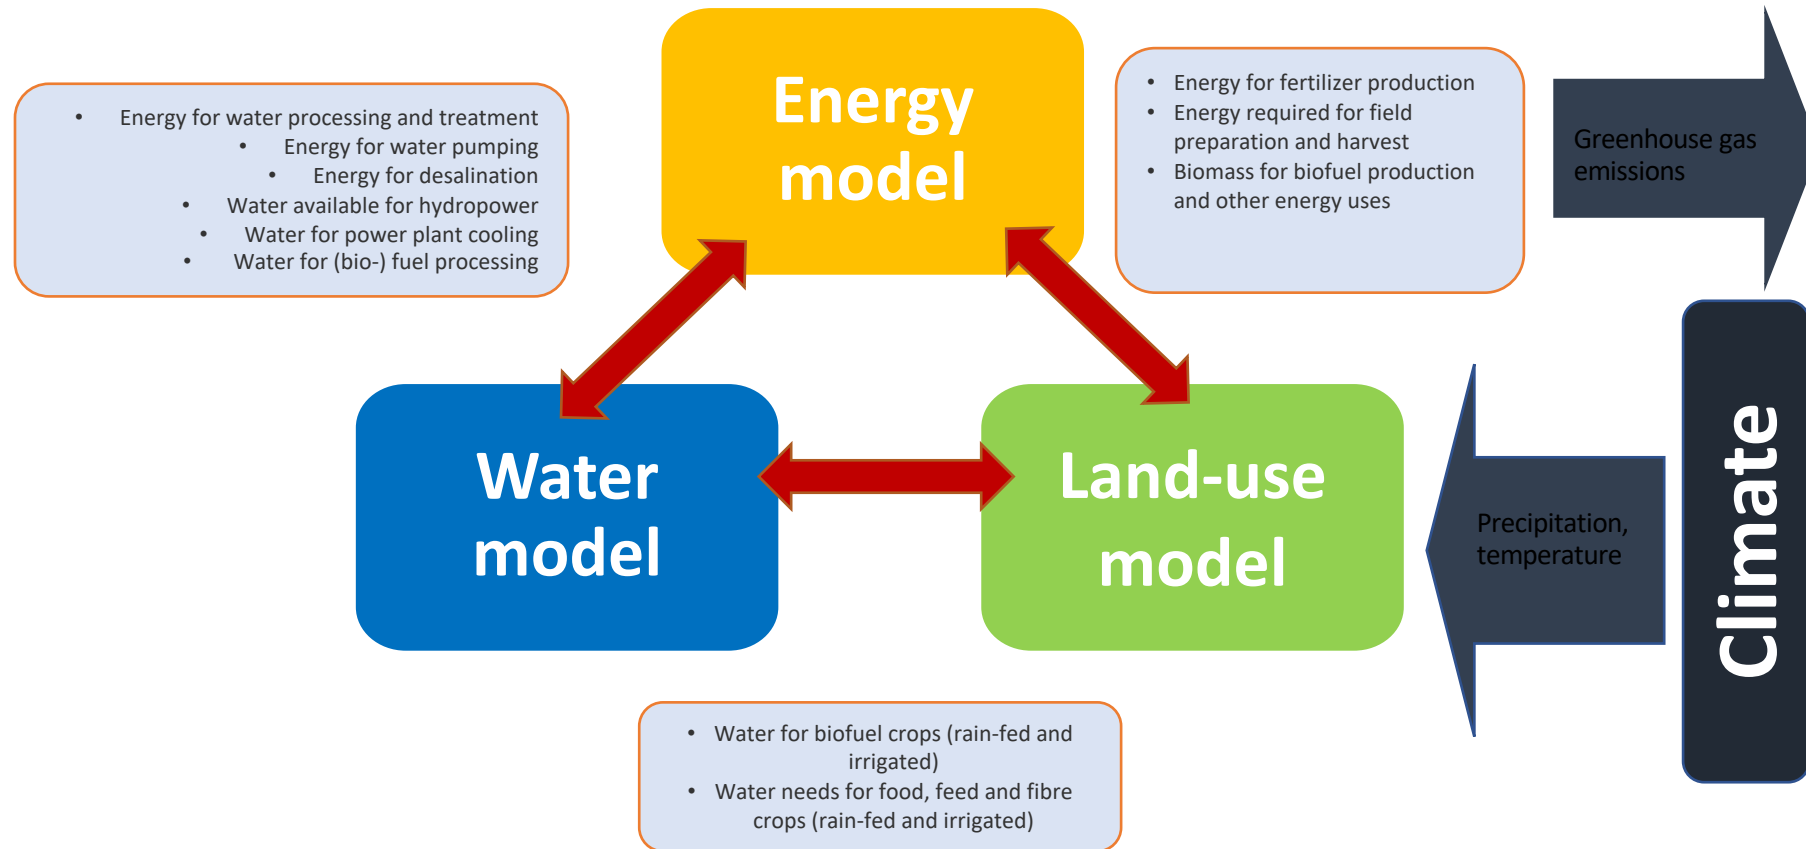 Energy
model
• Energy for water processing and treatment
• Energy for water pumping
• Energy for desalination
• Water available for hydropower
• Water for power plant cooling
• Water for (bio-) fuel processing
• Energy for fertilizer production
• Energy required for field
preparation and harvest
• Biomass for biofuel production
and other energy uses
Greenhouse gas
emissions
Water
model
Land-use
model
Precipitation,
temperature
Climate
• Water for biofuel crops (rain-fed and
irrigated)
• Water needs for food, feed and fibre
crops (rain-fed and irrigated)